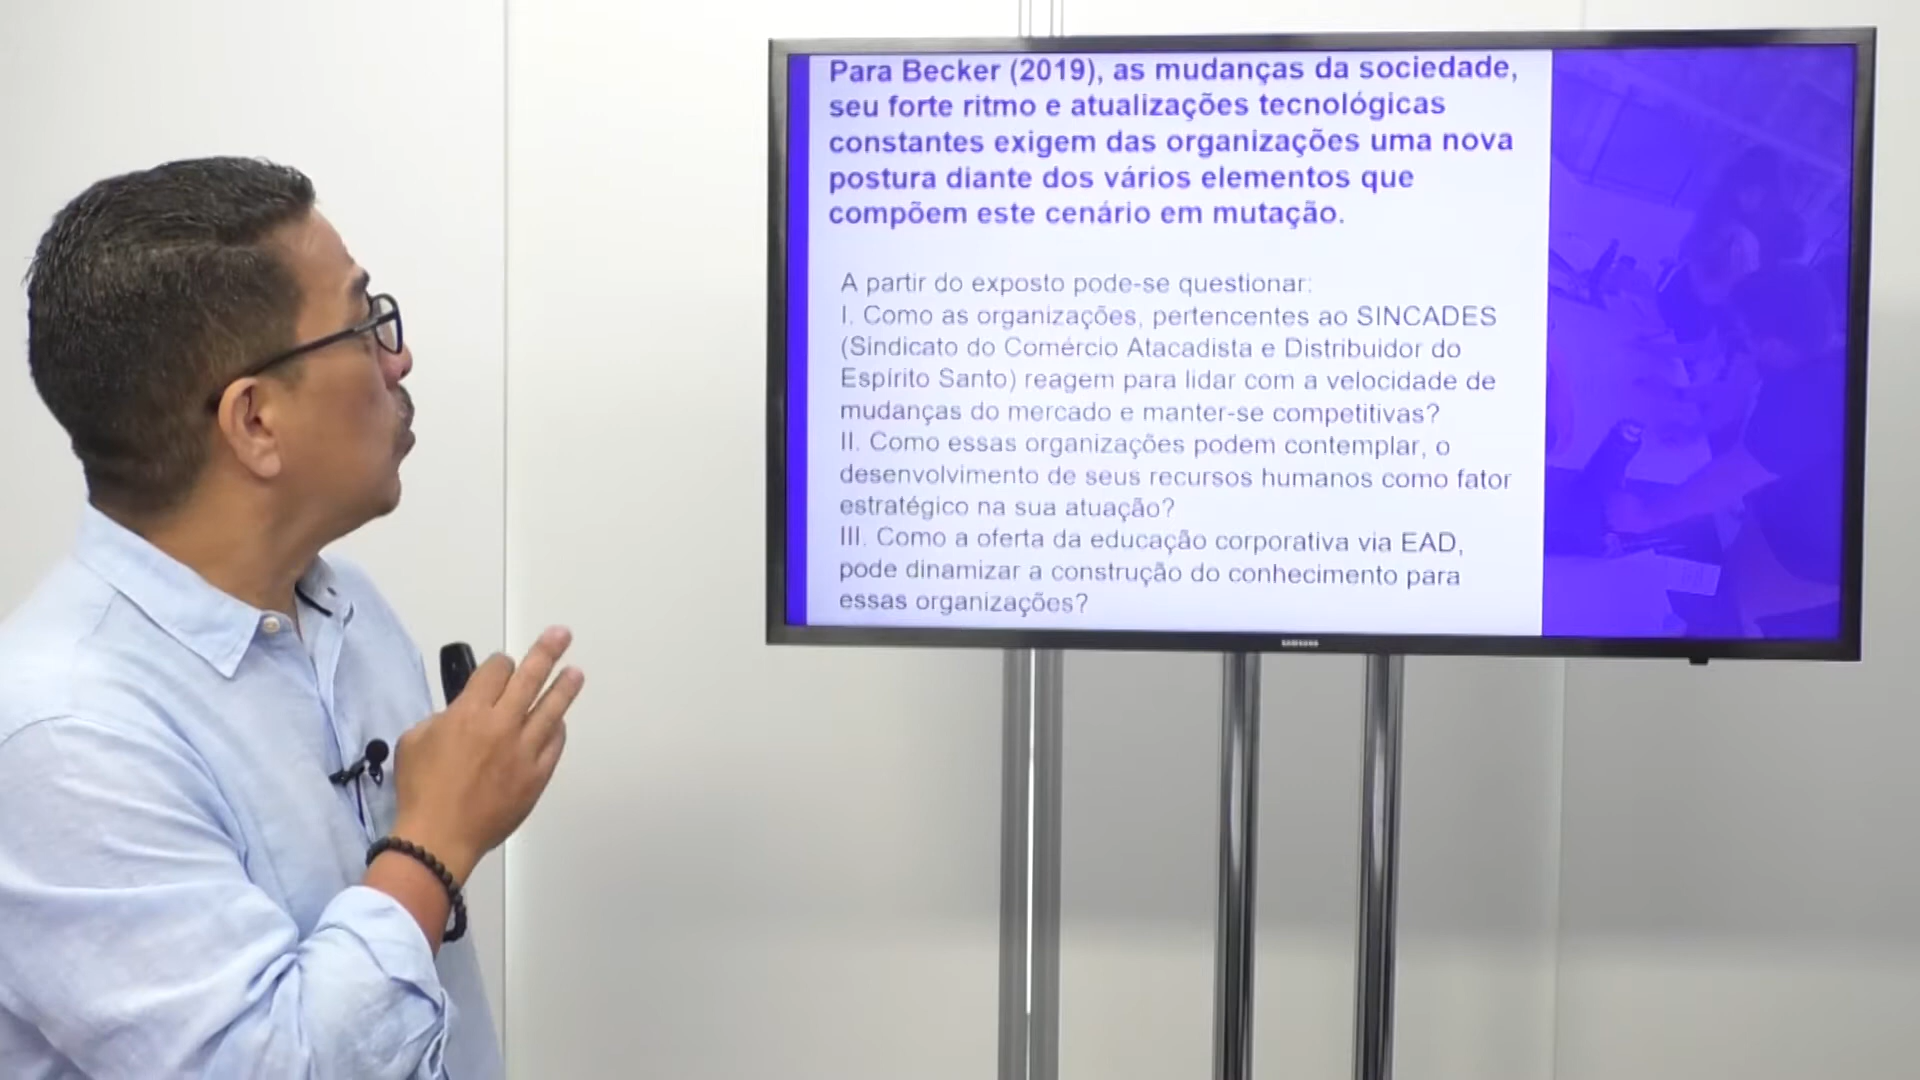 Para Becker (2019), as mudanças da sociedade,
seu forte ritmo e atualizações tecnológicas
constantes exigem das organizações uma nova
postura diante dos vários elementos que
compõem este cenário em mutação.
A partir do exposto pode-se questionar:
I. Como as organizações, pertencentes ao SINCADES
(Sindicato do Comércio Atacadista e Distribuidor do
Espírito Santo) reagem para lidar com a velocidade de
mudanças do mercado e manter-se competitivas?
II. Como essas organizações podem contemplar, o
desenvolvimento de seus recursos humanos como fator
estratégico na sua atuação?
III. Como a oferta da educação corporativa via EAD,
pode dinamizar a construção do conhecimento para
essas organizações?
SAMSUNG